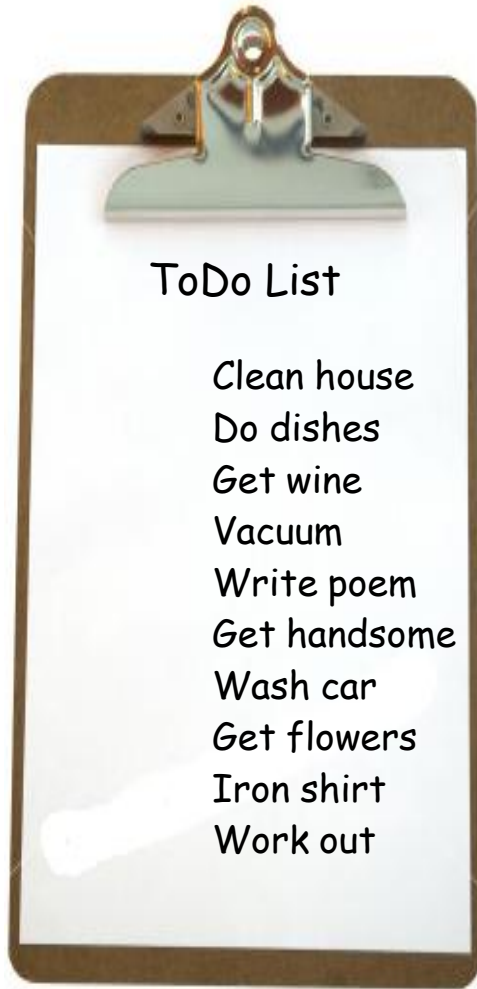 ToDo List
Clean house
Do dishes
Get wine
Vacuum
Write poem
Get handsome
Wash car
Get flowers
Iron shirt
Work out